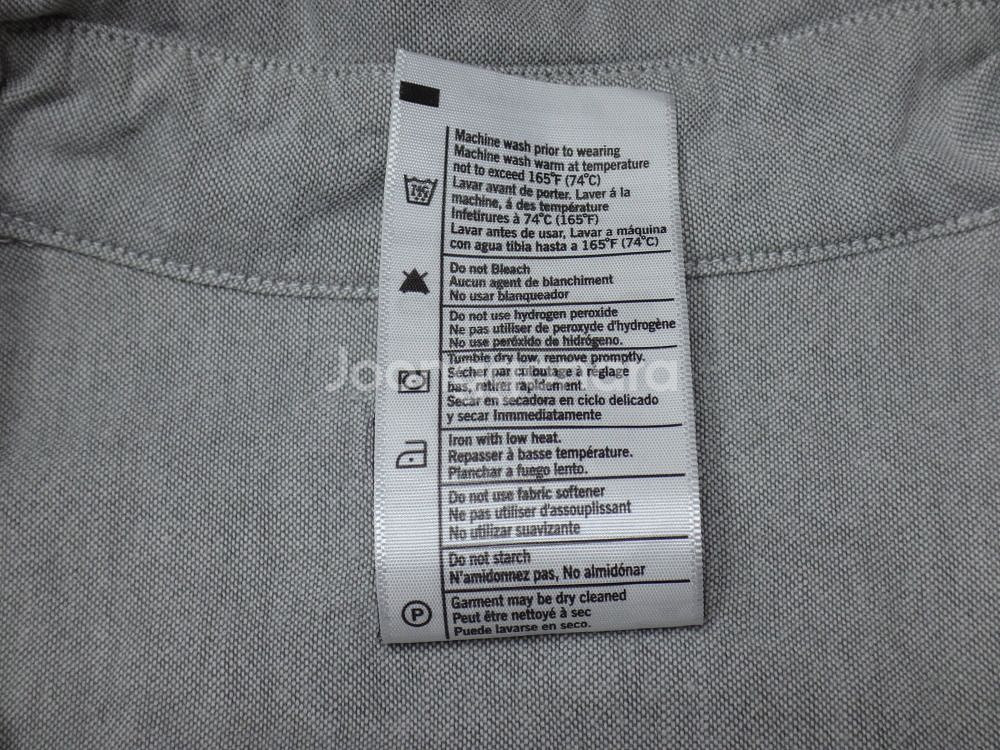 Machine wash prior to wearing
Machine wash warm at temperature
not to exceed 165°F (74°C)
Lavar avant de porter. Laver á la
machine, á des température
Infetirures à 74°C (165°F)
Lavar antes de usar, Lavar a máquina
con agua tibia hasta a 165°F (74°C)
Do not Bleach
Aucun agent de blanchiment
No usar blanqueador
Do not use hydrogen peroxide
Ne pas utiliser de peroxyde d'hydrogène
No use peróxido de hidrógeno.
Tumble dry low, remove promptly.
Sécher par culbutage à réglage
bas, retirer rapidement.
Secar en secadora en ciclo delicado
y secar Inmmediatamente
Iron with low heat.
Repasser à basse température.
Planchar a fuego lento.
Do not use fabric softener
Ne pas utiliser d'assouplissant
No utilizar suavizante
Do not starch
N'amidonnez pas, No almidónar
P
Garment may be dry cleaned
Peut être nettoyé à sec
Puede lavarse en seco.